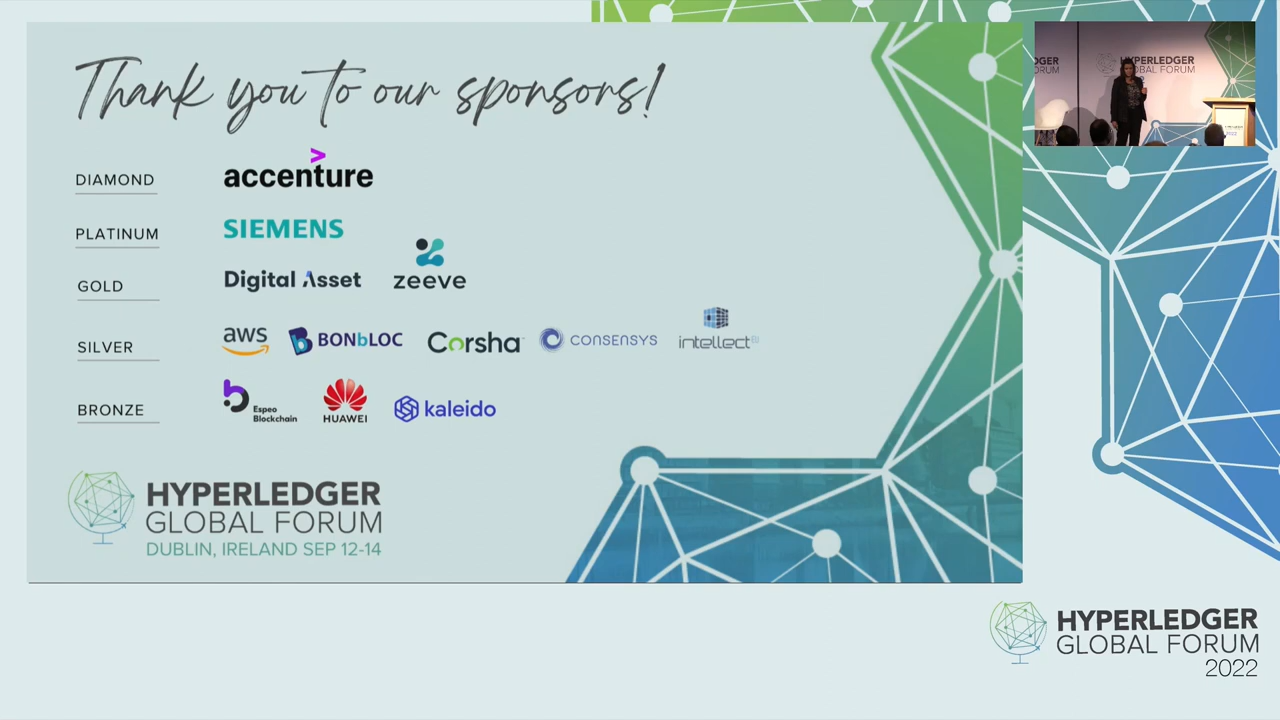 Thank you to our sponsors!
DIAMOND
accenture
PLATINUM
SIEMENS
GOLD
Digital Asset
zeeve
SILVER
aws
BONbLOC
Corsha
CONSENSYS
intellect
BRONZE
Espeo
Blockchain
HUAWEI
kaleido
HYPERLEDGER
GLOBAL FORUM
DUBLIN, IRELAND SEP 12-14
HYPERLEDGER
GLOBAL FORUM
HYPERLEDGER
GLOBAL FORUM
2022